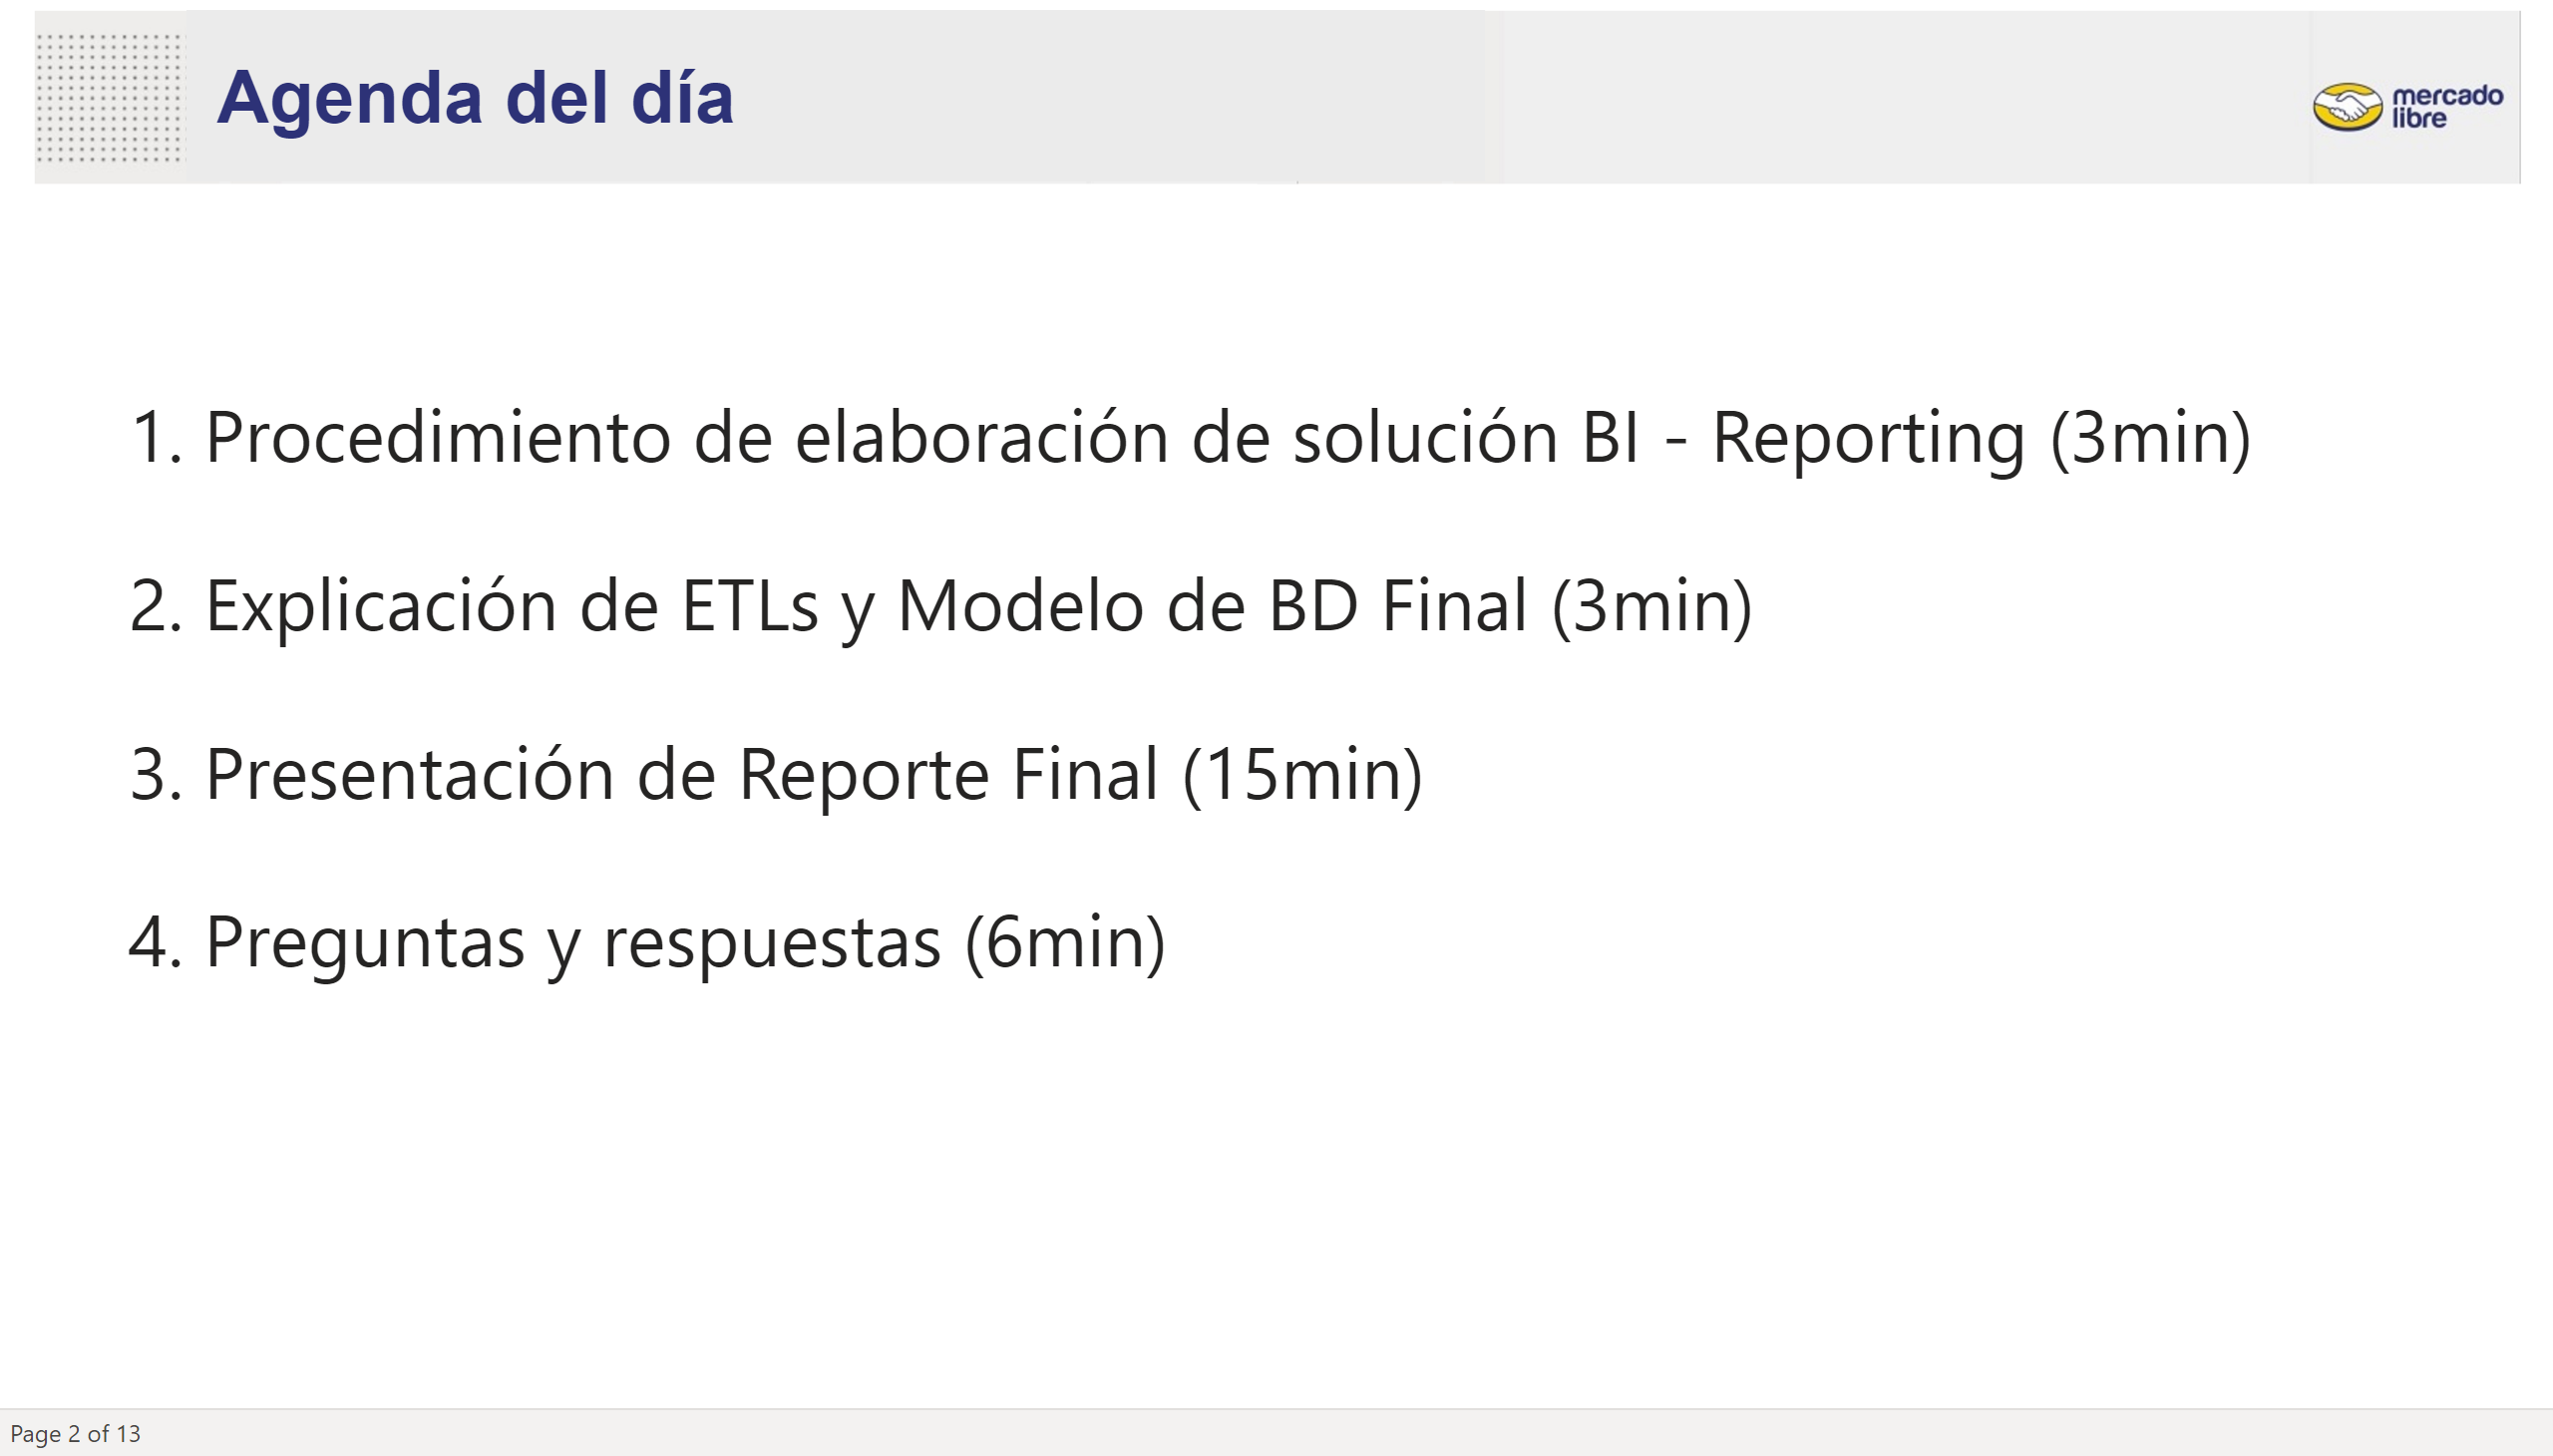 Agenda del día
mercado
libre
1. Procedimiento de elaboración de solución BI - Reporting (3min)
2. Explicación de ETLs y Modelo de BD Final (3min)
3. Presentación de Reporte Final (15min)
4. Preguntas y respuestas (6min)
Page 2 of 13